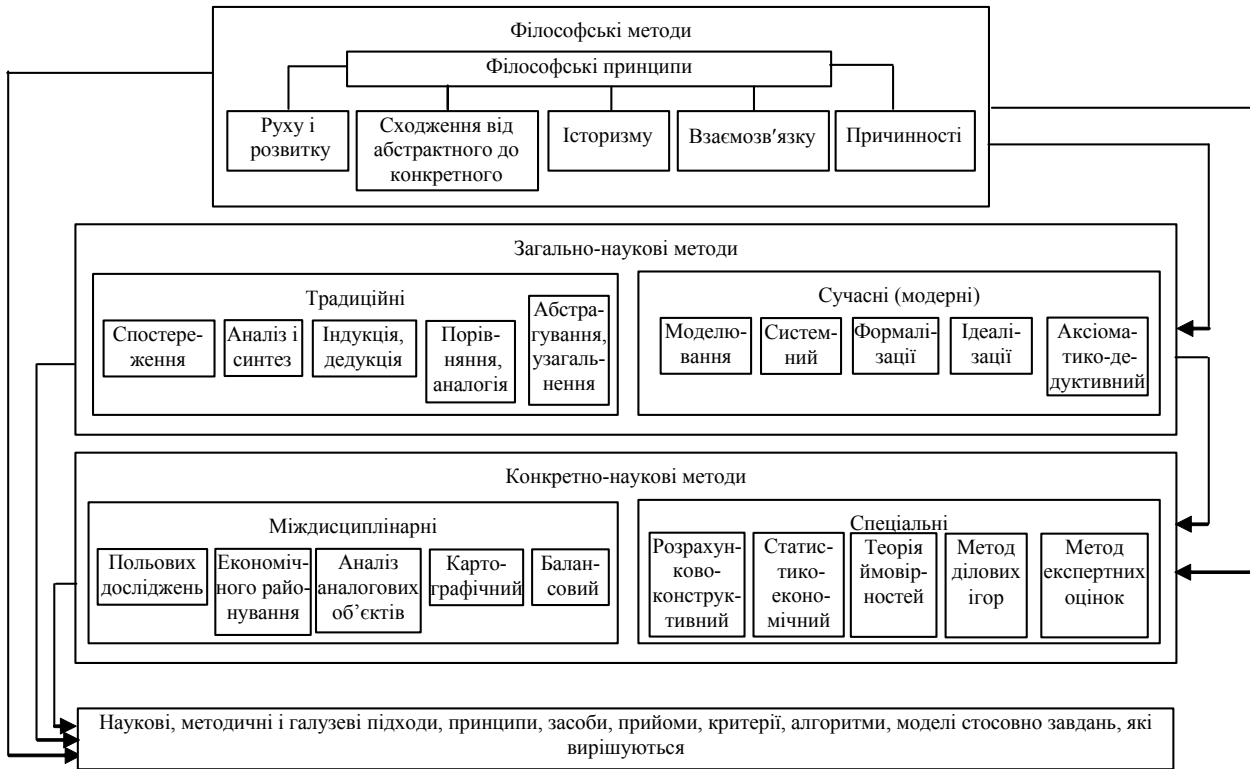 Філософські методи
Філософські принципи
Руху і
розвитку
Сходження від
абстрактного до
конкретного
Історизму
Взаємозв'язку
Причинності
Загально-наукові методи
Традиційні
Спостере-
ження
Аналіз і
синтез
Індукція,
дедукція
Порів-
няння,
аналогія
Абстра-
гування,
узагаль-
нення
Сучасні (модерні)
Моделю-
вання
Систем-
ний
Формалі-
зації
Ідеалі-
зації
Аксіома-
тико-де-
дуктивний
Конкретно-наукові методи
Міждисциплінарні
Польових
досліджень
Економіч-
ного райо-
нування
Аналіз
аналогових
об’єктів
Карто-
графічний
Балан-
совий
Спеціальні
Розрахун-
ково-
конструк-
тивний
Статис-
тико-
еконо-
мічний
Теорія
ймовір-
ностей
Метод
ділових
ігор
Метод
експертних
оцінок
Наукові, методичні і галузеві підходи, принципи, засоби, прийоми, критерії, алгоритми, моделі стосовно завдань, які
вирішуються